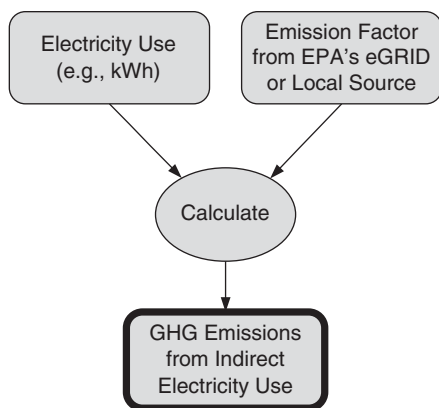 Electricity Use
(e.g., kWh)
Emission Factor
from EPA's eGRID
or Local Source
Calculate
GHG Emissions
from Indirect
Electricity Use